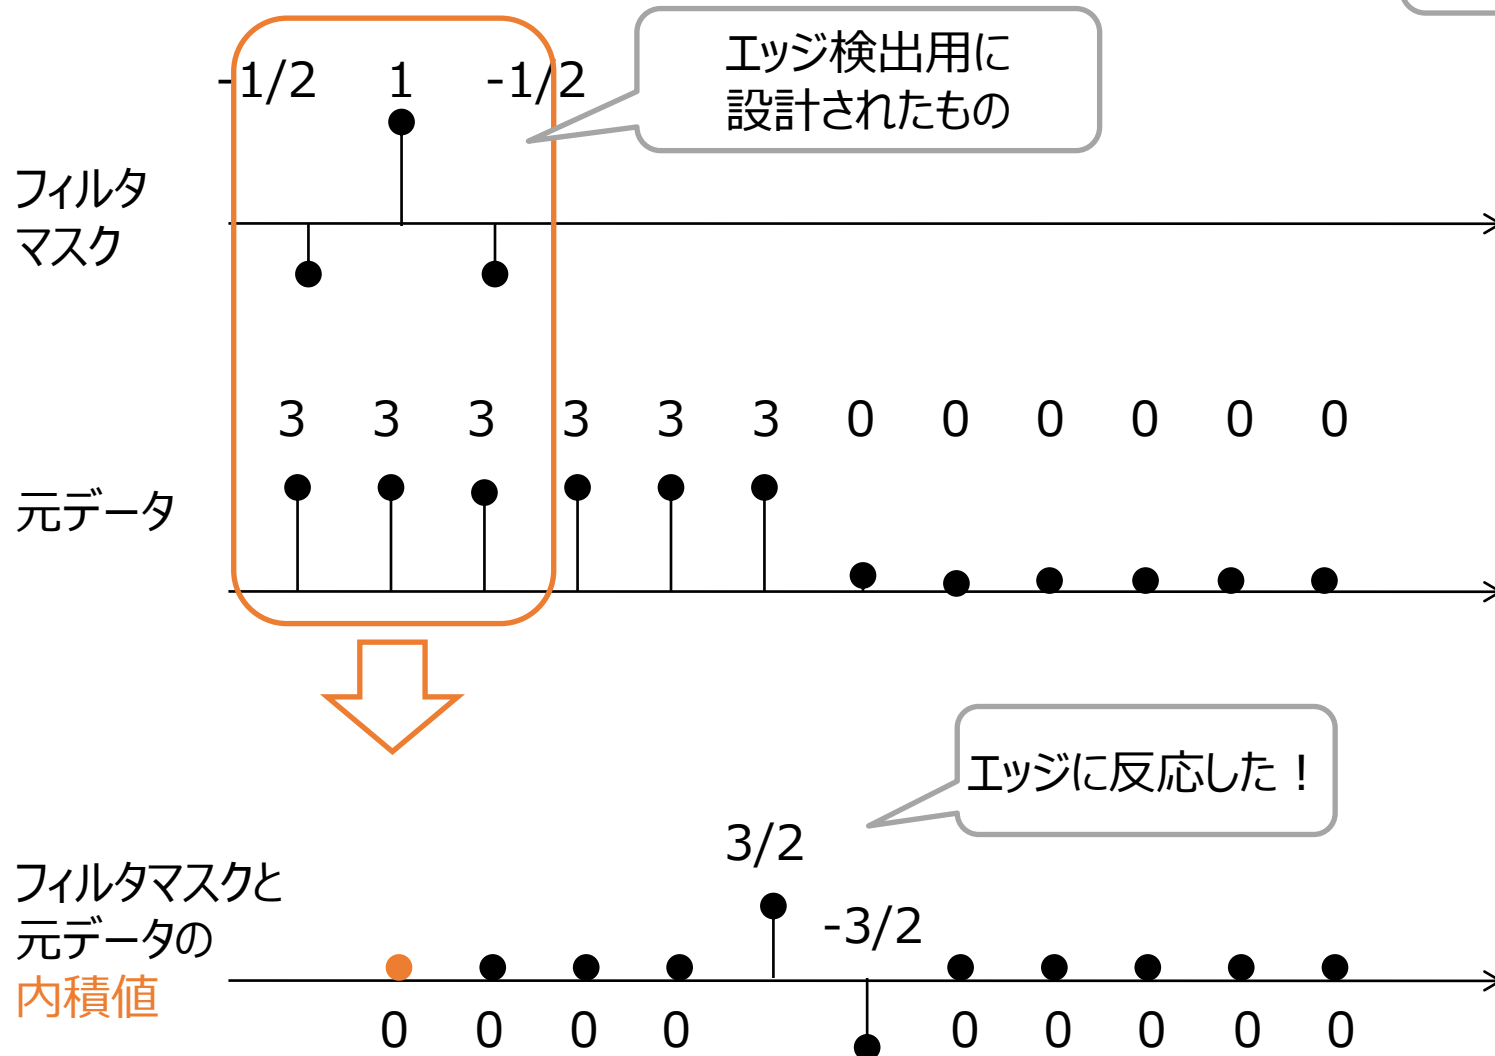 エッジ検出用に
設計されたもの
-1/2 1 -1/2
フィルタ
マスク
3 3 3 3 3 3 0 0 0 0 0 0
元データ
エッジに反応した！
3/2
-3/2
フィルタマスクと
元データの
内積値
0 0 0 0 0 0 0 0 0